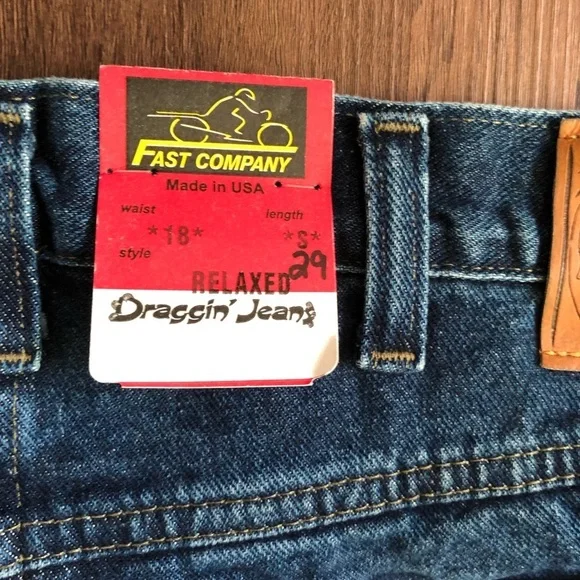 FAST COMPANY
Made in USA
waist length
*18* *S*
style 29
RELAXED
Draggin' Jeans